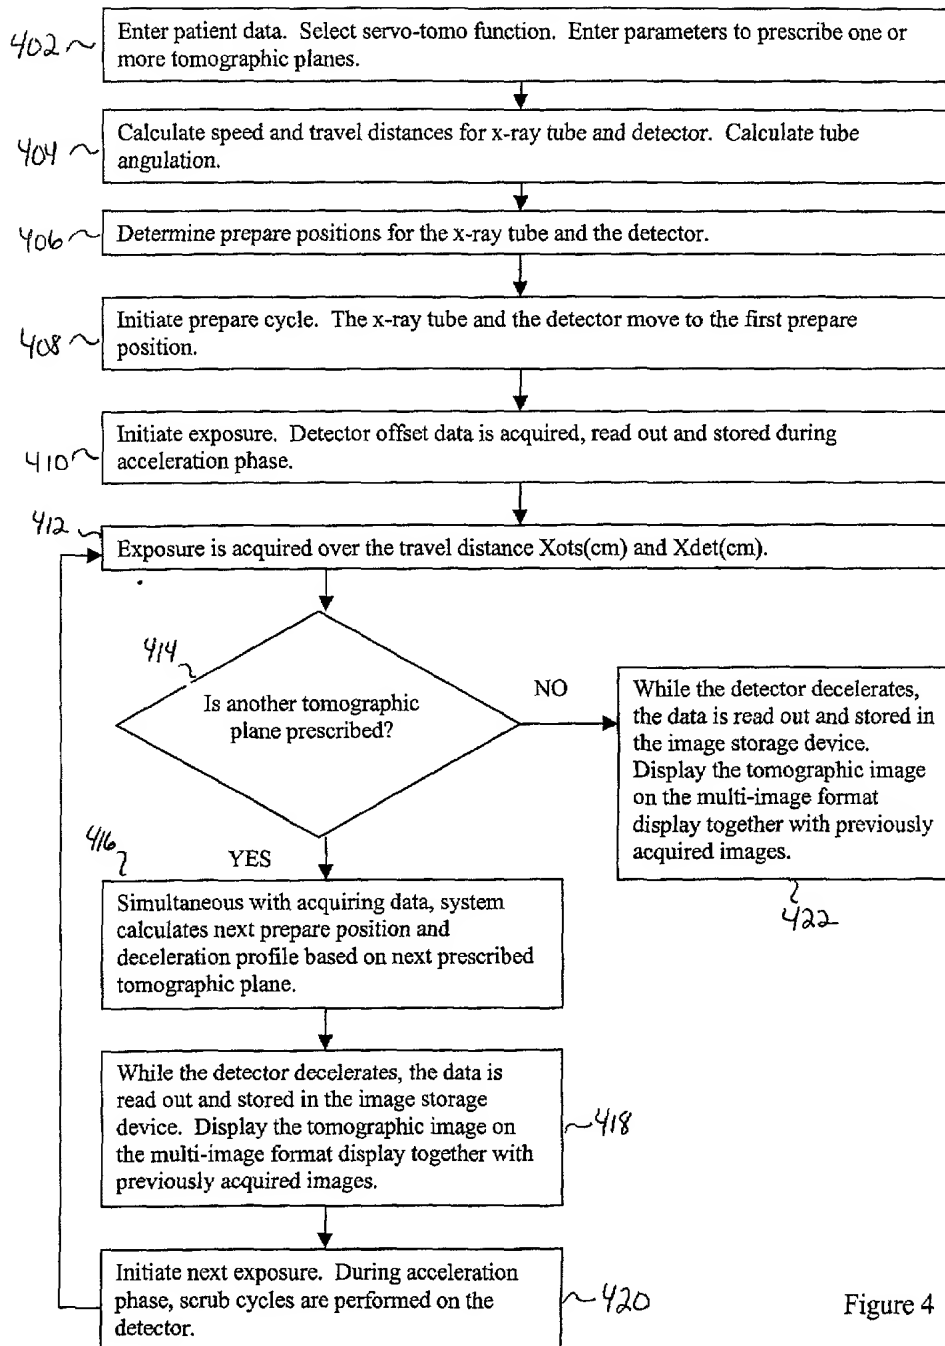 402
Enter patient data. Select servo-tomo function. Enter parameters to prescribe one or
more tomographic planes.
404
Calculate speed and travel distances for x-ray tube and detector. Calculate tube
angulation.
406
Determine prepare positions for the x-ray tube and the detector.
408
Initiate prepare cycle. The x-ray tube and the detector move to the first prepare
position.
410
Initiate exposure. Detector offset data is acquired, read out and stored during
acceleration phase.
412
Exposure is acquired over the travel distance Xots(cm) and Xdet(cm).
414
Is another tomographic
plane prescribed?
NO
While the detector decelerates,
the data is read out and stored in
the image storage device.
Display the tomographic image
on the multi-image format
display together with previously
acquired images.
422
416
YES
Simultaneous with acquiring data, system
calculates next prepare position and
deceleration profile based on next prescribed
tomographic plane.
While the detector decelerates, the data is
read out and stored in the image storage
device. Display the tomographic image on
the multi-image format display together with
previously acquired images.
418
Initiate next exposure. During acceleration
phase, scrub cycles are performed on the
detector.
420
Figure 4